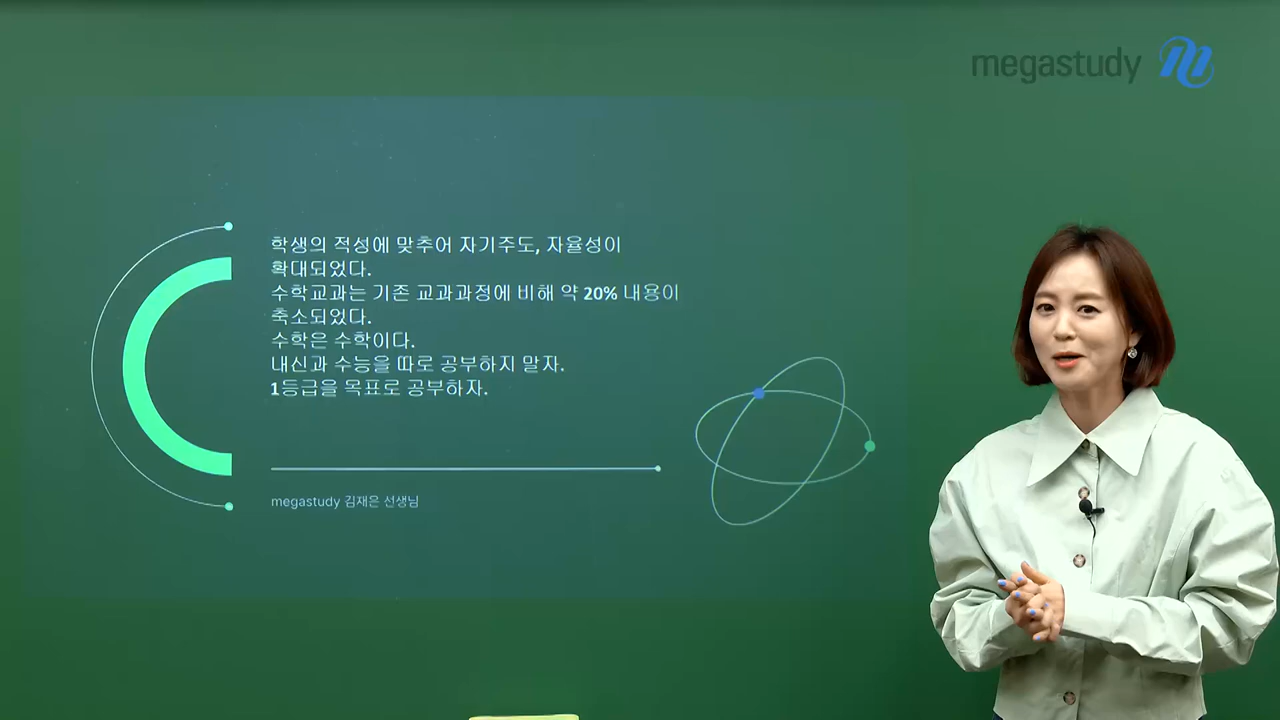 megastudy
학생의 적성에 맞추어 자기주도, 자율성이
확대되었다.
수학교과는 기존 교과과정에 비해 약 20% 내용이
축소되었다.
수학은 수학이다.
내신과 수능을 따로 공부하지 말자.
1등급을 목표로 공부하자.
megastudy 김재은 선생님